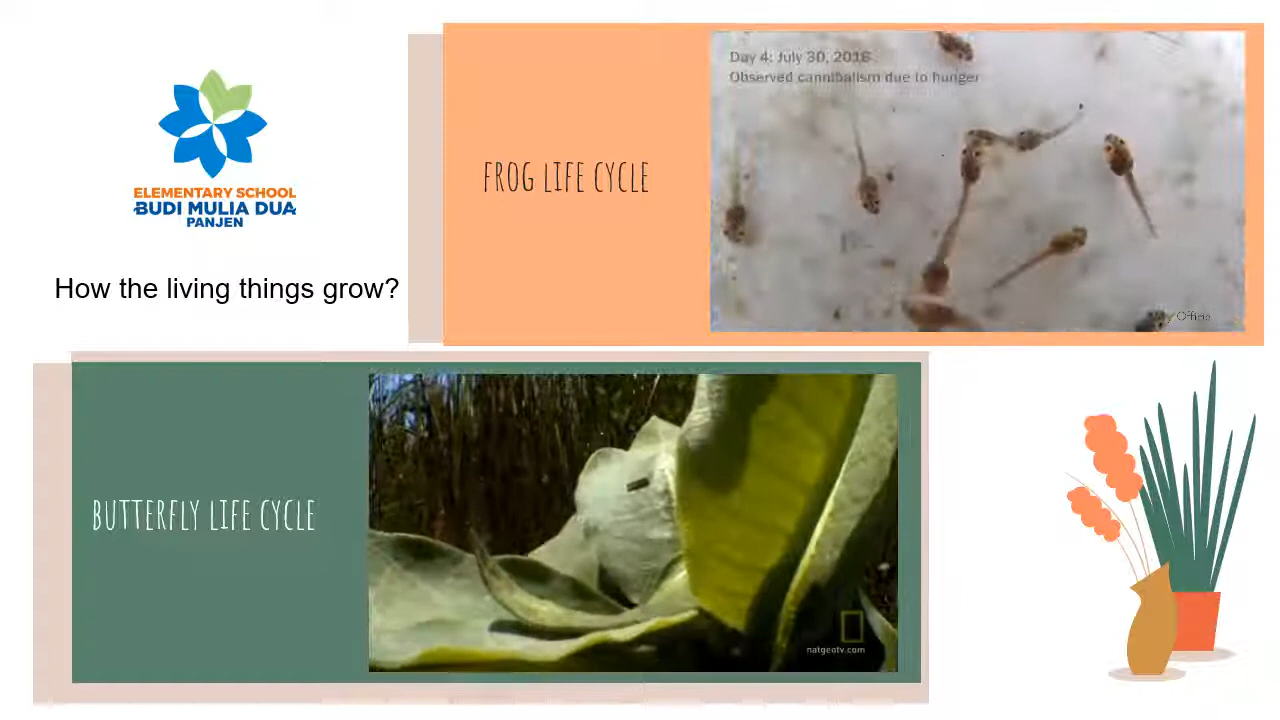 ELEMENTARY SCHOOL
BUDI MULIA DUA
PANJEN
How the living things grow?
FROG LIFE CYCLE
Day 4: July 30, 2016
Observed cannibalism due to hunger
BUTTERFLY LIFE CYCLE
natgeotv.com